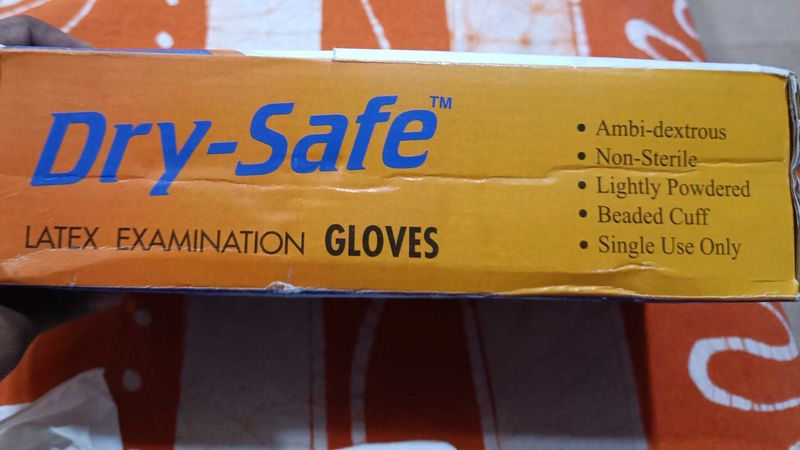 Dry-Safe™
LATEX EXAMINATION GLOVES
• Ambi-dextrous
• Non-Sterile
• Lightly Powdered
• Beaded Cuff
• Single Use Only